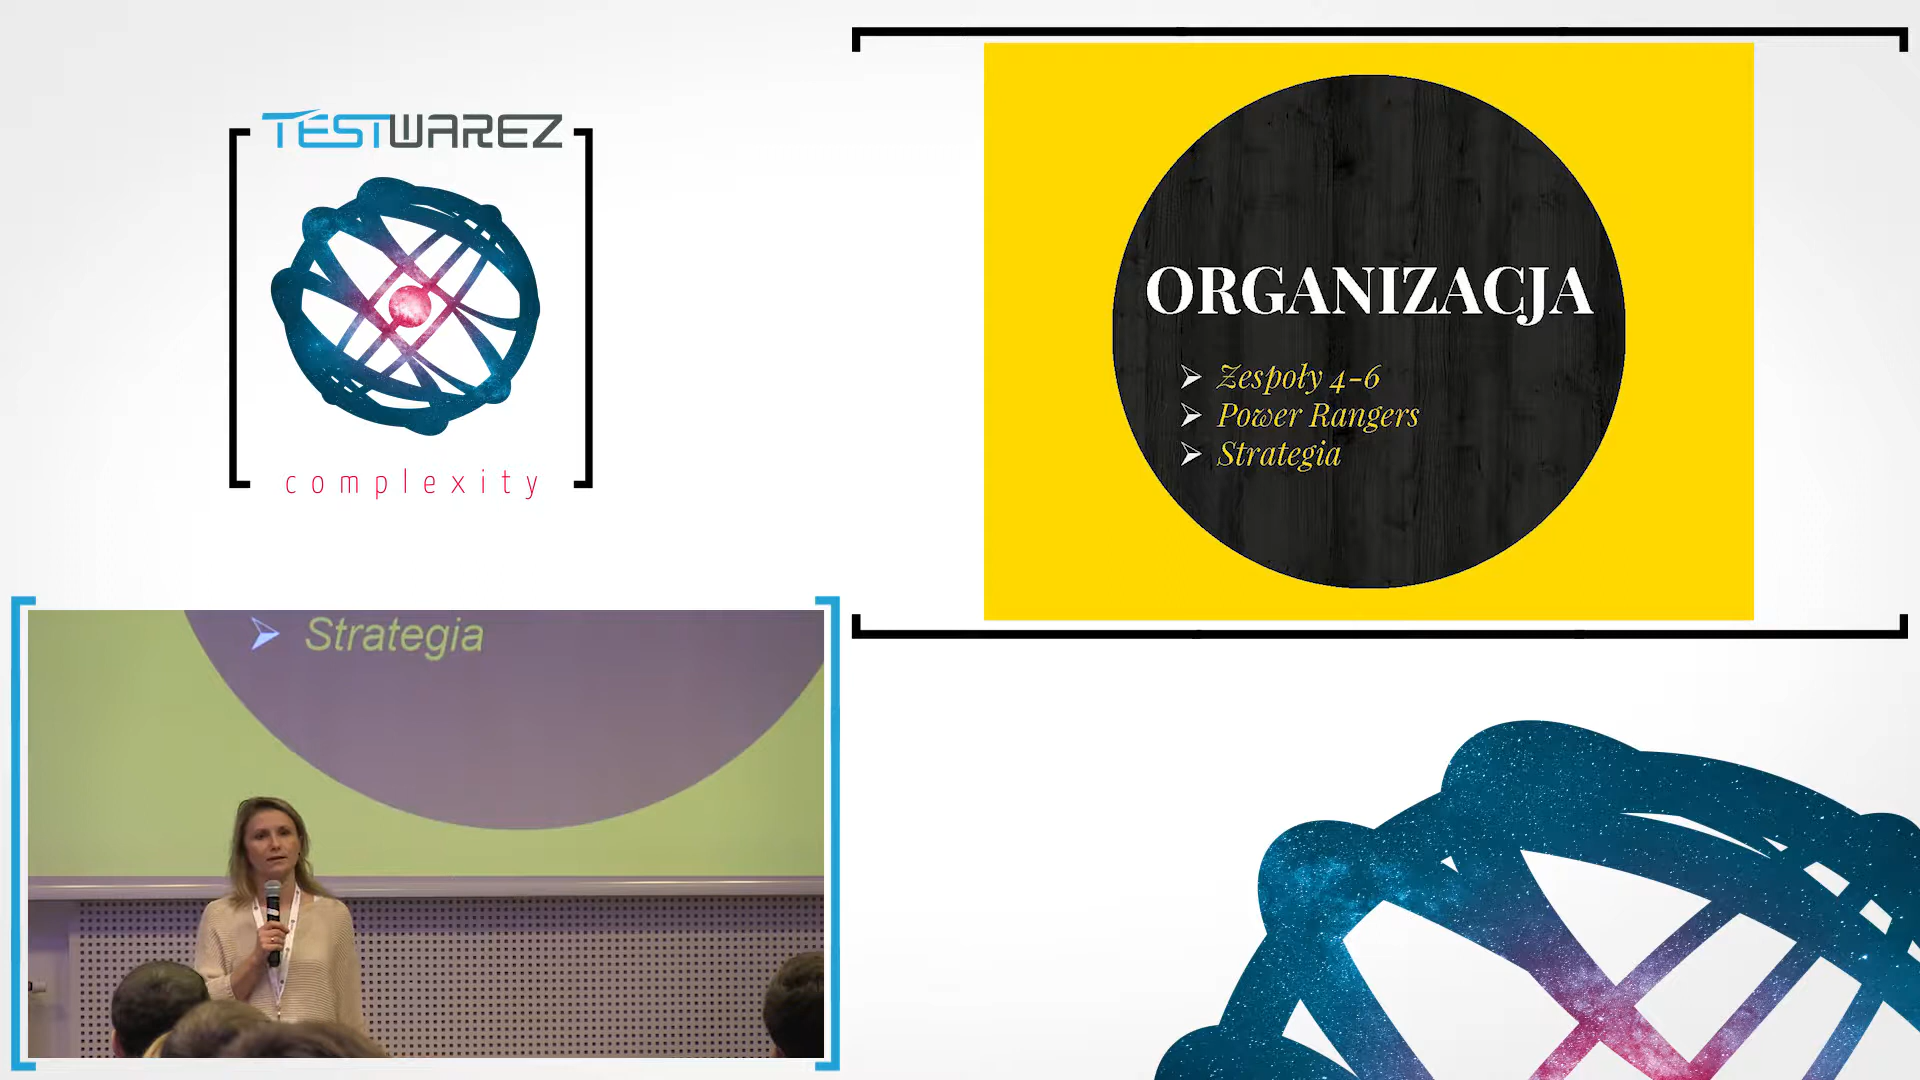 TESTWAREZ
complexity
ORGANIZACJA
➢ Zespoły 4-6
➢ Power Rangers
➢ Strategia
➢ Strategia